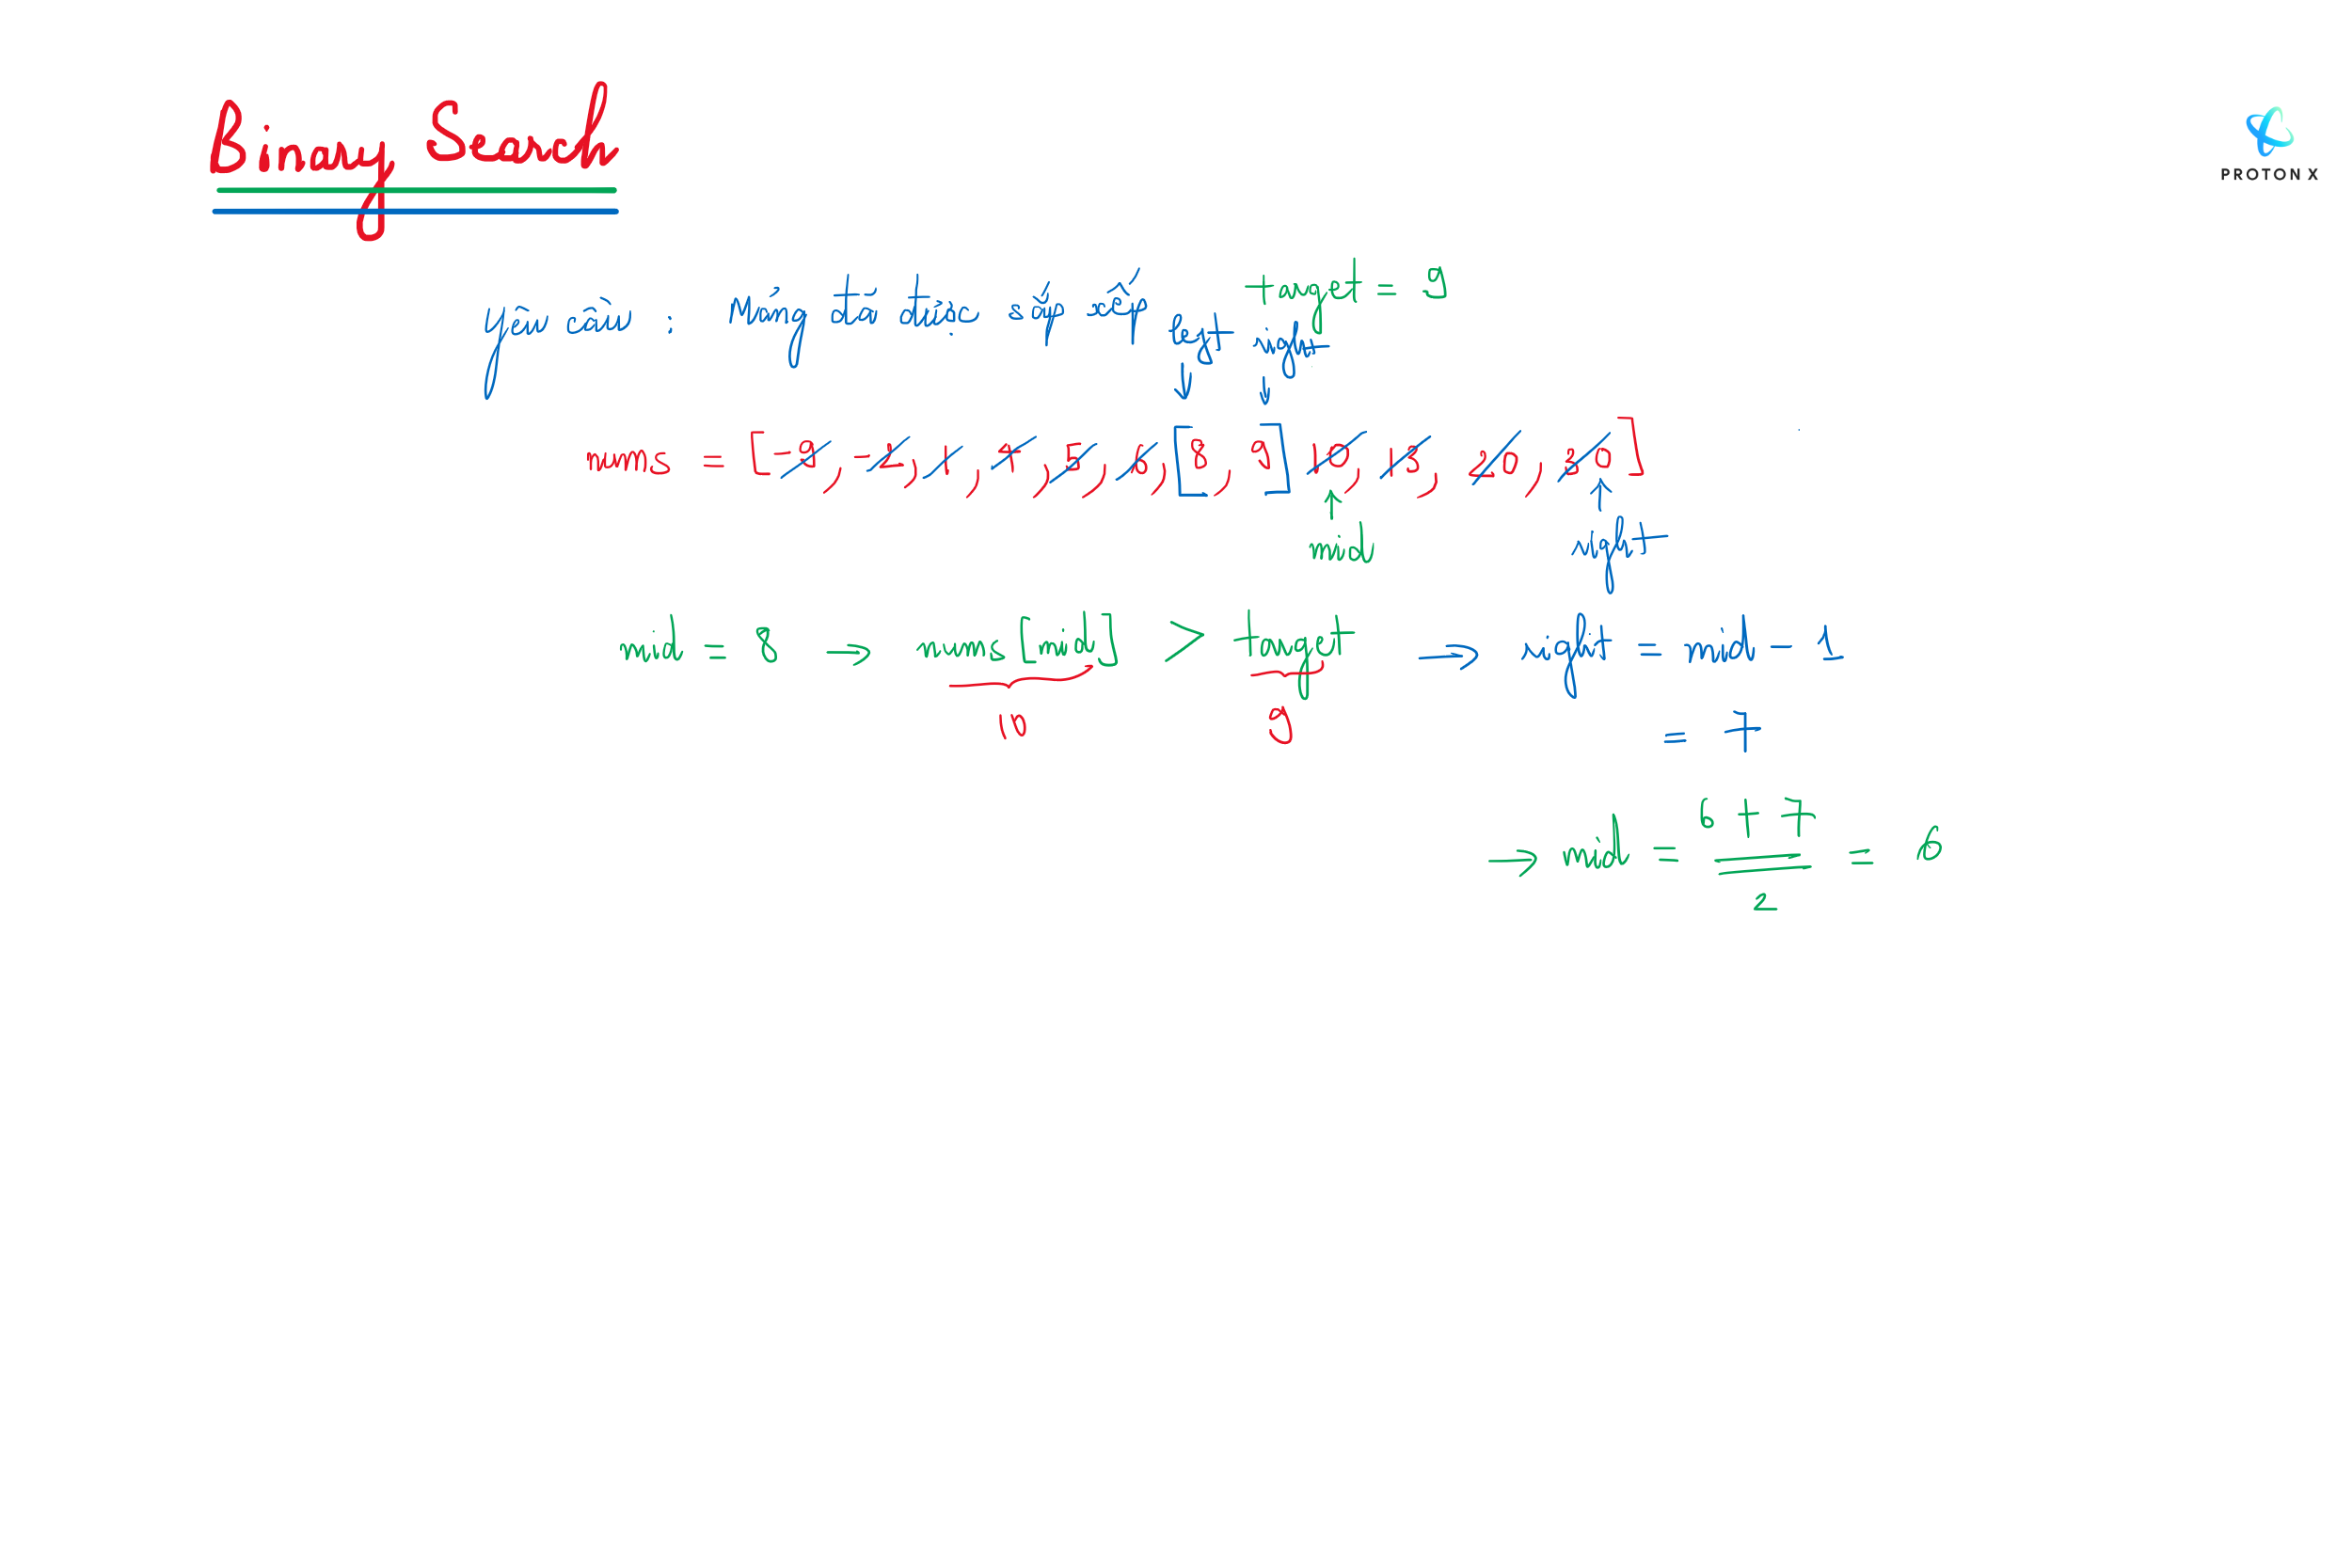 Binary Search
PROTON X
yêu cầu : Mảng đã được sắp xếp
target = 9
left right
nums = [-9, -2, 1, 4, 5, 6, [8, 9] 10, 13, 20, 30]
mid
right
mid = 8 → nums[mid] > target ⇒ right = mid - 1
10 9 = 7
→ mid = 6 + 7 / 2 = 6